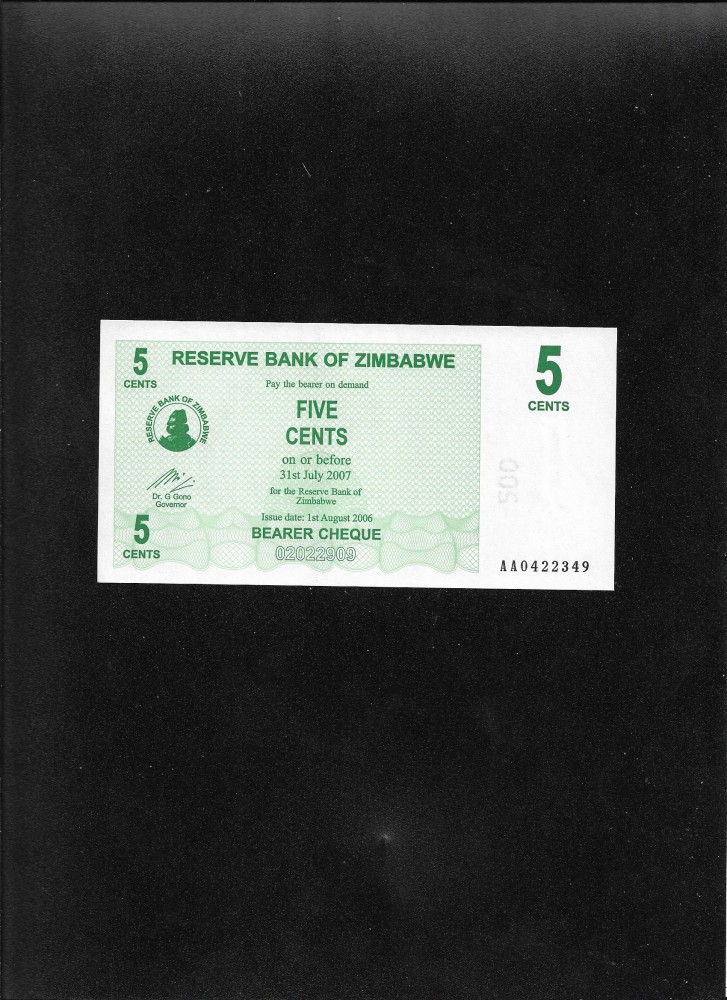 5
CENTS
RESERVE BANK OF ZIMBABWE
Pay the bearer on demand
FIVE
CENTS
on or before
31st July 2007
for the Reserve Bank of
Zimbabwe
Issue date: 1st August 2006
BEARER CHEQUE
02022909
RESERVE BANK OF ZIMBABWE
Dr. G Gono
Governor
5
CENTS
5
CENTS
500
AA0422349